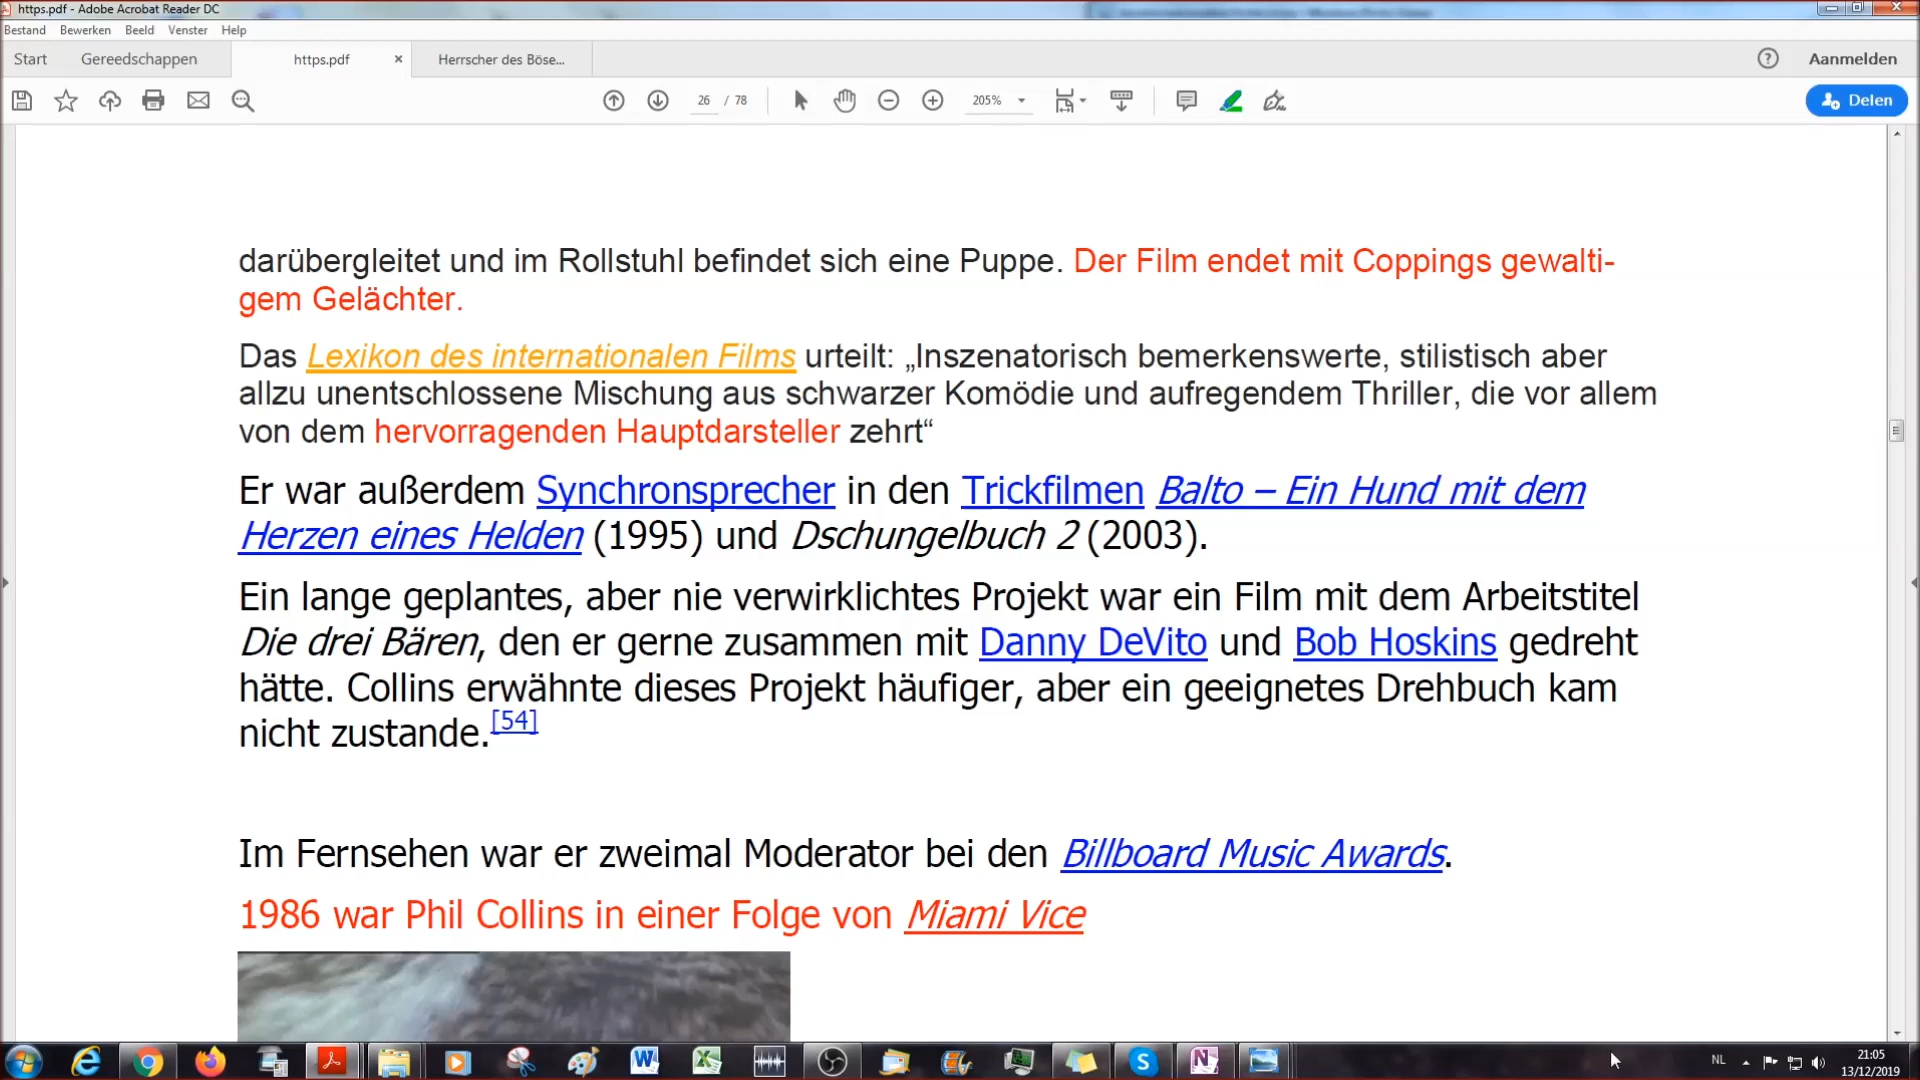 https.pdf - Adobe Acrobat Reader DC
Bestand Bewerken Beeld Venster Help
Start Gereedschappen https.pdf × Herrscher des Böse... Aanmelden
26 / 78 205% Delen
darübergleitet und im Rollstuhl befindet sich eine Puppe. Der Film endet mit Coppings gewalti-
gem Gelächter.
Das Lexikon des internationalen Films urteilt: „Inszenatorisch bemerkenswerte, stilistisch aber
allzu unentschlossene Mischung aus schwarzer Komödie und aufregendem Thriller, die vor allem
von dem hervorragenden Hauptdarsteller zehrt“
Er war außerdem Synchronsprecher in den Trickfilmen Balto – Ein Hund mit dem
Herzen eines Helden (1995) und Dschungelbuch 2 (2003).
Ein lange geplantes, aber nie verwirklichtes Projekt war ein Film mit dem Arbeitstitel
Die drei Bären, den er gerne zusammen mit Danny DeVito und Bob Hoskins gedreht
hätte. Collins erwähnte dieses Projekt häufiger, aber ein geeignetes Drehbuch kam
nicht zustande.[54]
Im Fernsehen war er zweimal Moderator bei den Billboard Music Awards.
1986 war Phil Collins in einer Folge von Miami Vice
NL 21:05
13/12/2019